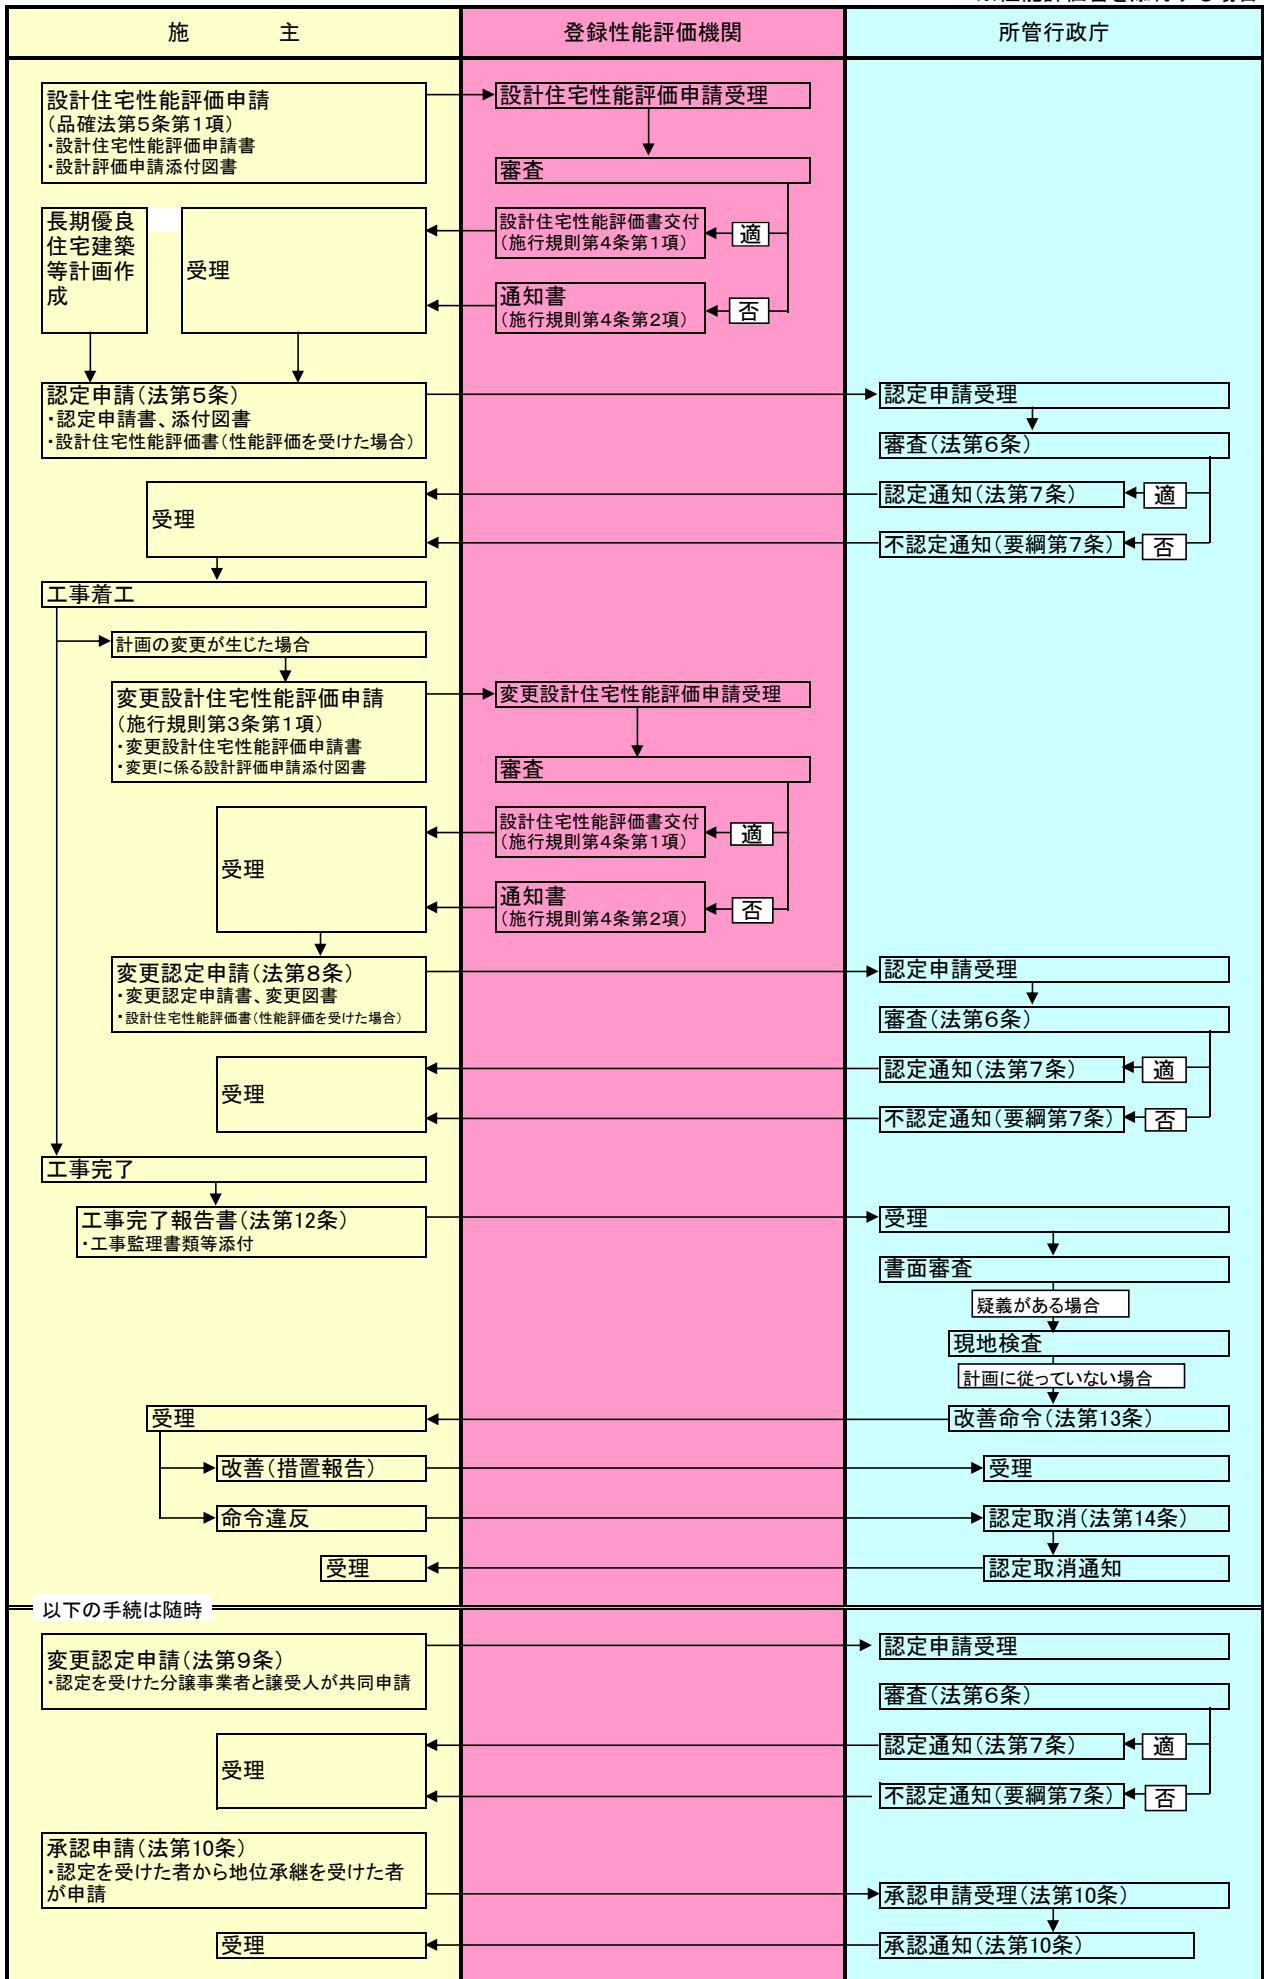 施　　　　主
登録性能評価機関
所管行政庁
設計住宅性能評価申請
(品確法第5条第1項)
・設計住宅性能評価申請書
・設計評価申請添付図書
設計住宅性能評価申請受理
審査
長期優良
住宅建築
等計画作
成
受理
設計住宅性能評価書交付
(施行規則第4条第1項)
適
通知書
(施行規則第4条第2項)
否
認定申請(法第5条)
・認定申請書、添付図書
・設計住宅性能評価書(性能評価を受けた場合)
認定申請受理
審査(法第6条)
受理
認定通知(法第7条)
適
不認定通知(要綱第7条)
否
工事着工
計画の変更が生じた場合
変更設計住宅性能評価申請
(施行規則第3条第1項)
・変更設計住宅性能評価申請書
・変更に係る設計評価申請添付図書
変更設計住宅性能評価申請受理
審査
受理
設計住宅性能評価書交付
(施行規則第4条第1項)
適
通知書
(施行規則第4条第2項)
否
変更認定申請(法第8条)
・変更認定申請書、変更図書
・設計住宅性能評価書(性能評価を受けた場合)
認定申請受理
審査(法第6条)
受理
認定通知(法第7条)
適
不認定通知(要綱第7条)
否
工事完了
工事完了報告書(法第12条)
・工事監理書類等添付
受理
書面審査
疑義がある場合
現地検査
計画に従っていない場合
受理
改善命令(法第13条)
改善(措置報告)
受理
命令違反
認定取消(法第14条)
受理
認定取消通知
以下の手続は随時
変更認定申請(法第9条)
・認定を受けた分譲事業者と譲受人が共同申請
認定申請受理
審査(法第6条)
受理
認定通知(法第7条)
適
不認定通知(要綱第7条)
否
承認申請(法第10条)
・認定を受けた者から地位承継を受けた者
が申請
承認申請受理(法第10条)
受理
承認通知(法第10条)